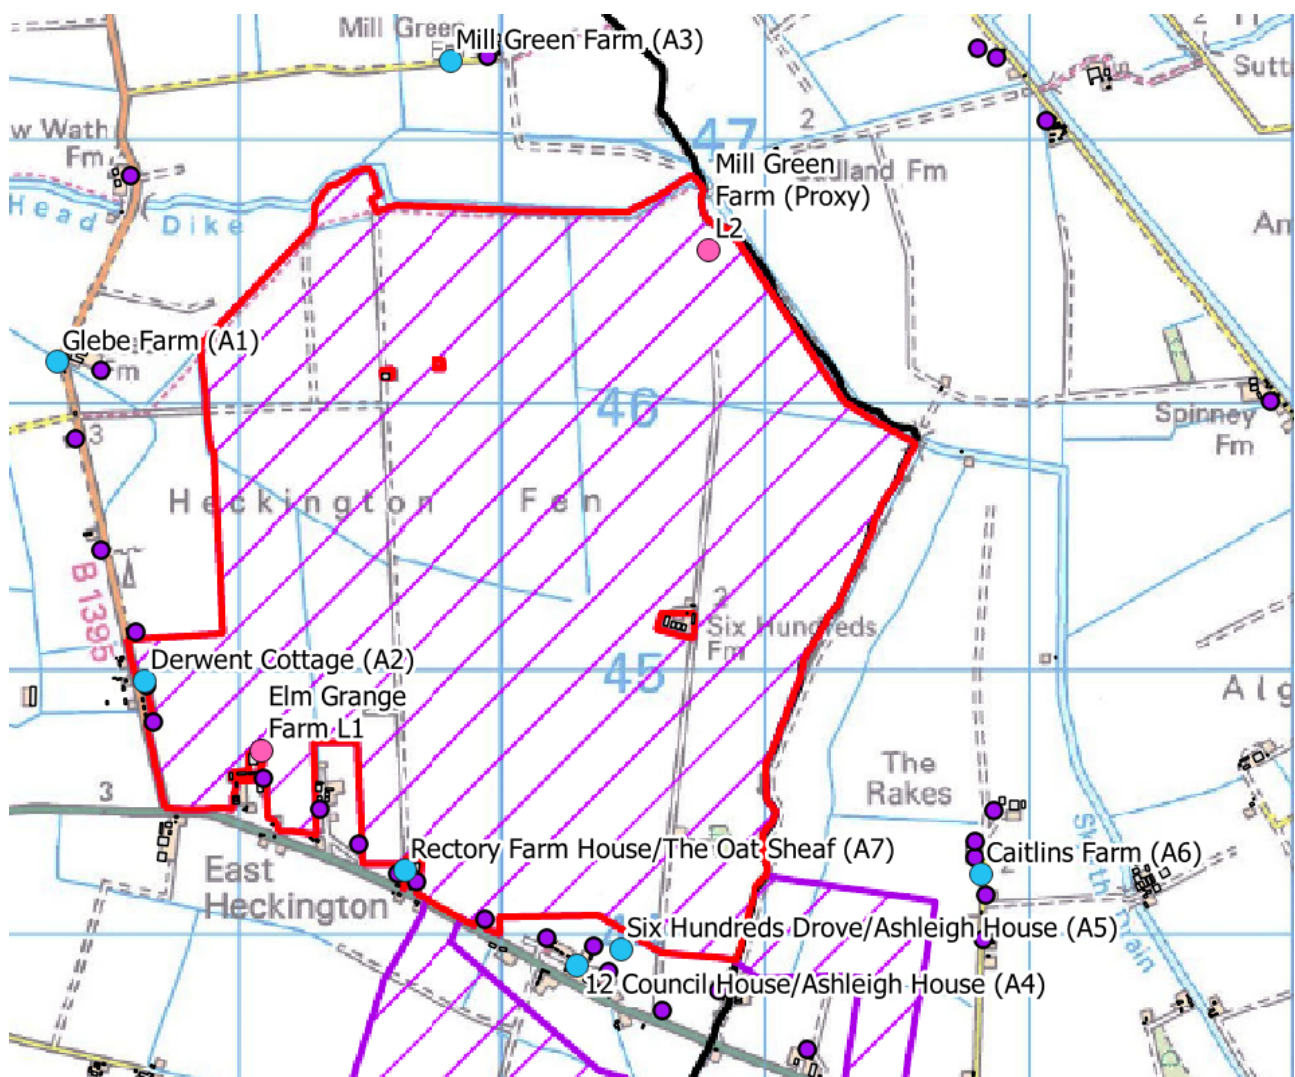 Mill Green
Mill Green Farm (A3)
2
Sutt
47
2
w Wath
Fm
Mill Green
Farm (Proxy)
L2
dland Fm
Head Dike
An
Glebe Farm (A1)
Fm
3
46
Spinney
Fm
Heckington Fen
B 1395
2
Six Hundreds
Fm
45
Derwent Cottage (A2)
Elm Grange
Farm L1
Alg
3
The
Rakes
Rectory Farm House/The Oat Sheaf (A7)
Caitlins Farm (A6)
East
Heckington
Six Hundreds Drove/Ashleigh House (A5)
12 Council House/Ashleigh House (A4)